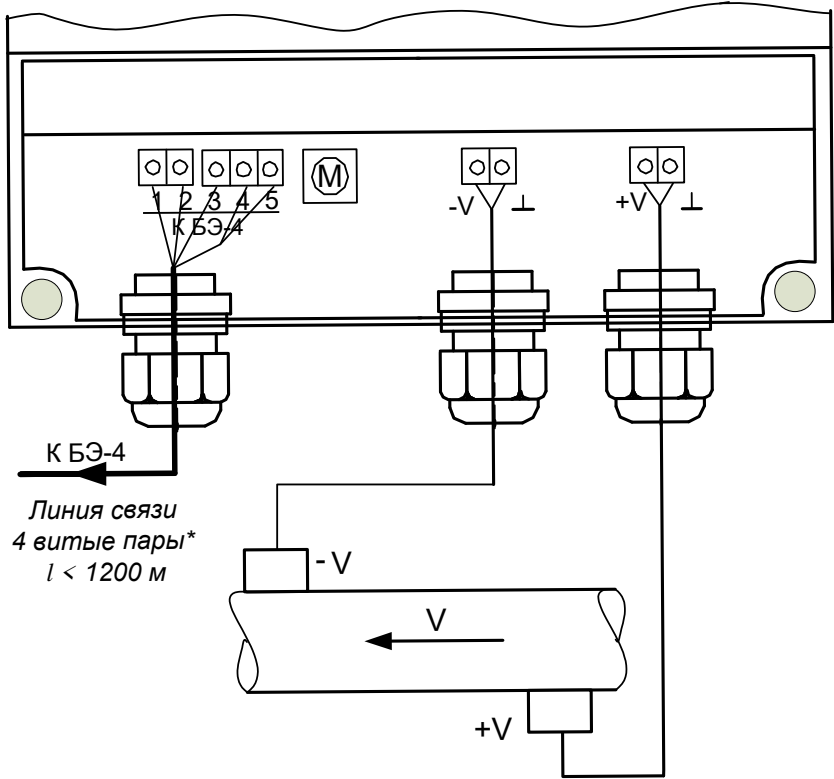 M
1 2 3 4 5
-V ⊥
+V ⊥
К БЭ-4
К БЭ-4
Линия связи
4 витые пары*
l < 1200 м
- V
V
+V